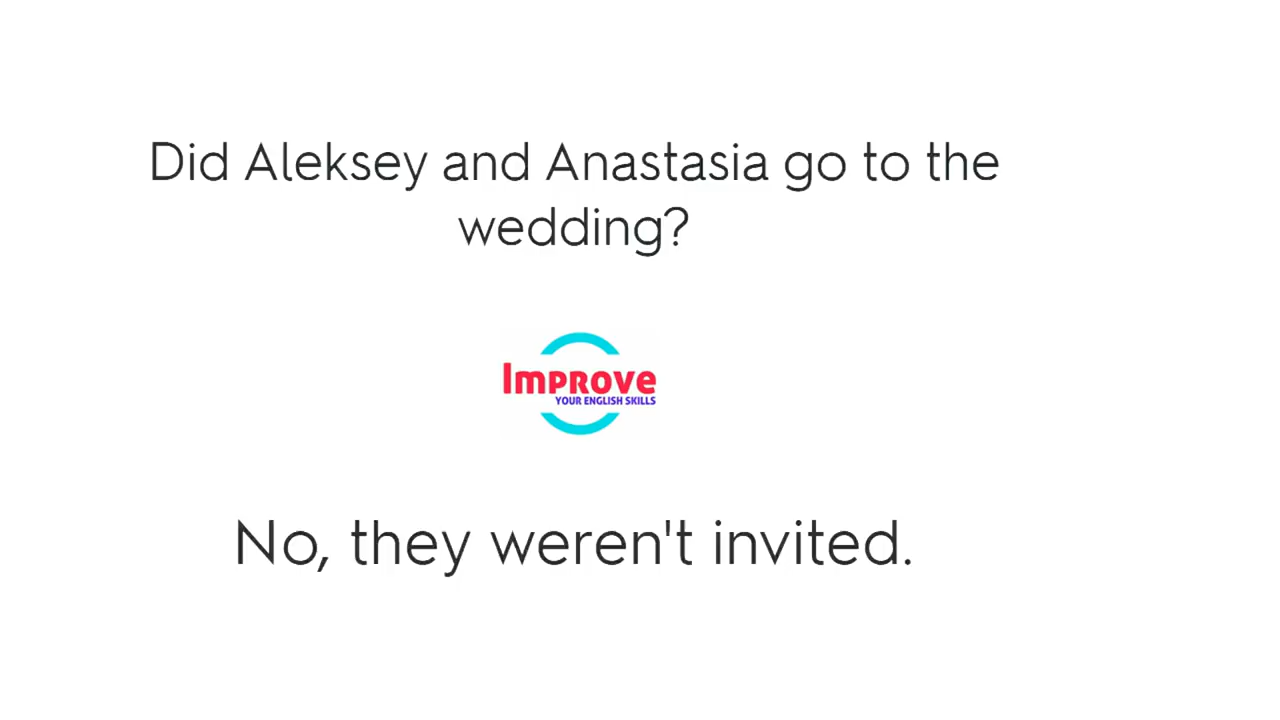 Did Aleksey and Anastasia go to the
wedding?
Improve
YOUR ENGLISH SKILLS
No, they weren't invited.